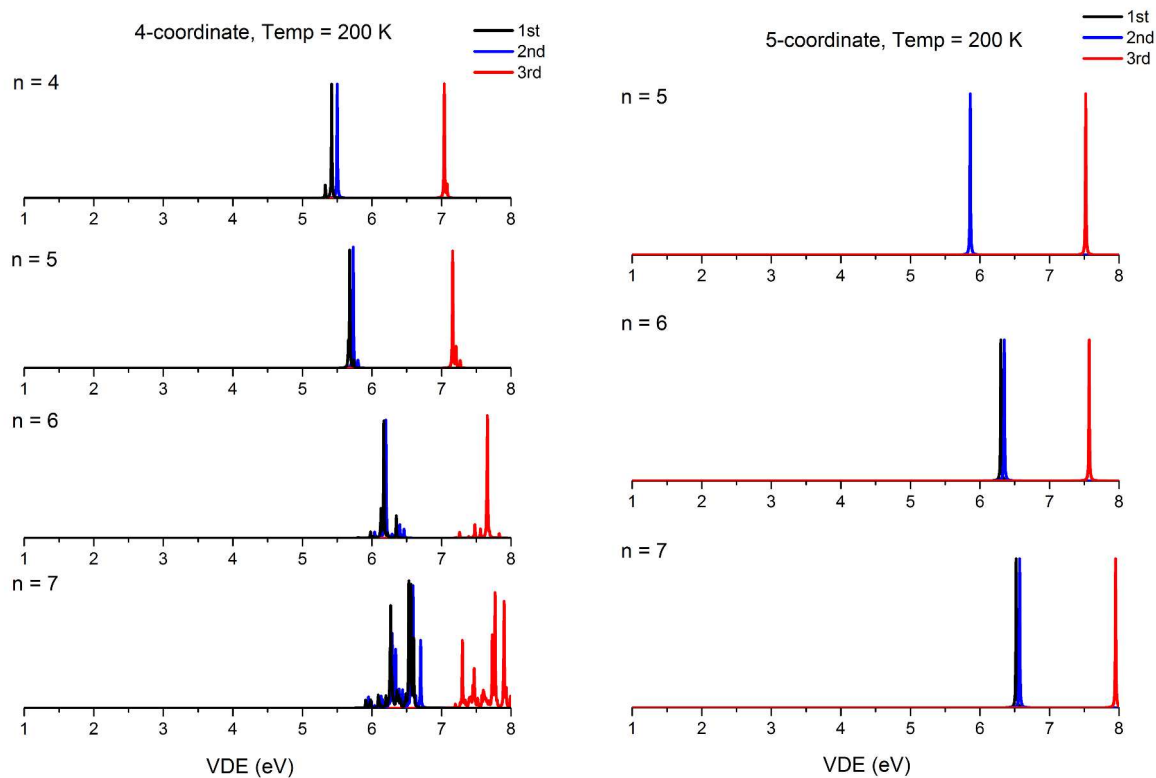 4-coordinate, Temp = 200 K
1st
2nd
3rd
n = 4
1 2 3 4 5 6 7 8
n = 5
1 2 3 4 5 6 7 8
n = 6
1 2 3 4 5 6 7 8
n = 7
1 2 3 4 5 6 7 8
VDE (eV)
5-coordinate, Temp = 200 K
1st
2nd
3rd
n = 5
1 2 3 4 5 6 7 8
n = 6
1 2 3 4 5 6 7 8
n = 7
1 2 3 4 5 6 7 8
VDE (eV)